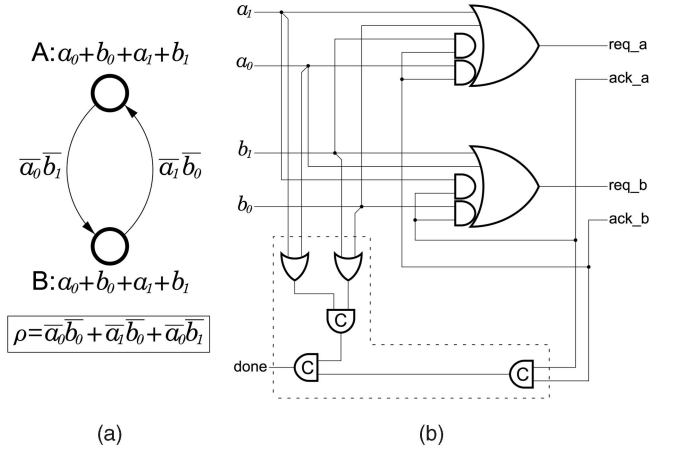 A:a₀+b₀+a₁+b₁
a̅₀b̅₁
a̅₁b̅₀
B:a₀+b₀+a₁+b₁
ρ=a̅₀b̅₀+a̅₁b̅₀+a̅₀b̅₁
(a)
a₁
a₀
b₁
b₀
req_a
ack_a
req_b
ack_b
C
C
C
done
(b)